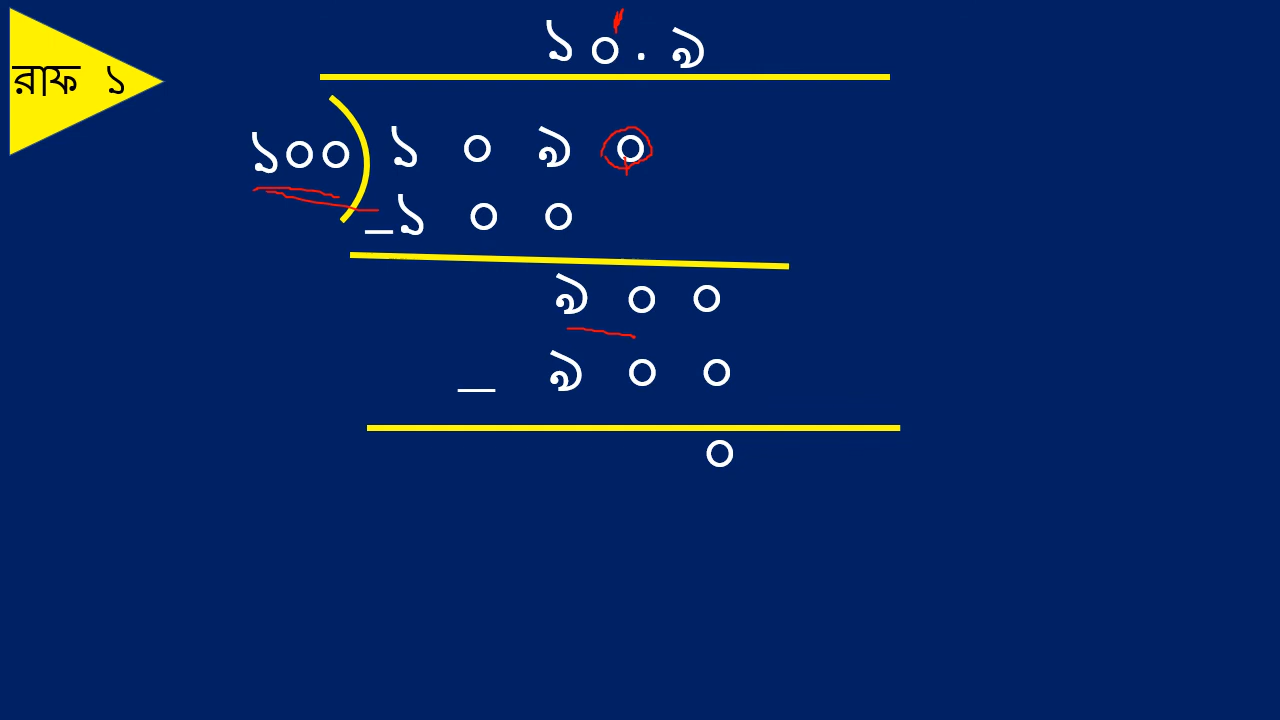 রাফ ১
১০.৯
১০০) ১ ০ ৯ ০
_১ ০ ০
৯ ০ ০
_ ৯ ০ ০
০